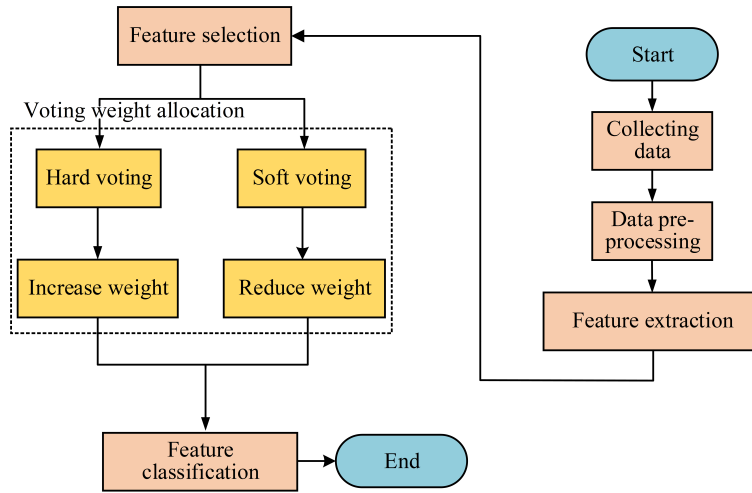 Feature selection
Start
Voting weight allocation
Collecting
data
Hard voting
Soft voting
Data pre-
processing
Increase weight
Reduce weight
Feature extraction
Feature
classification
End